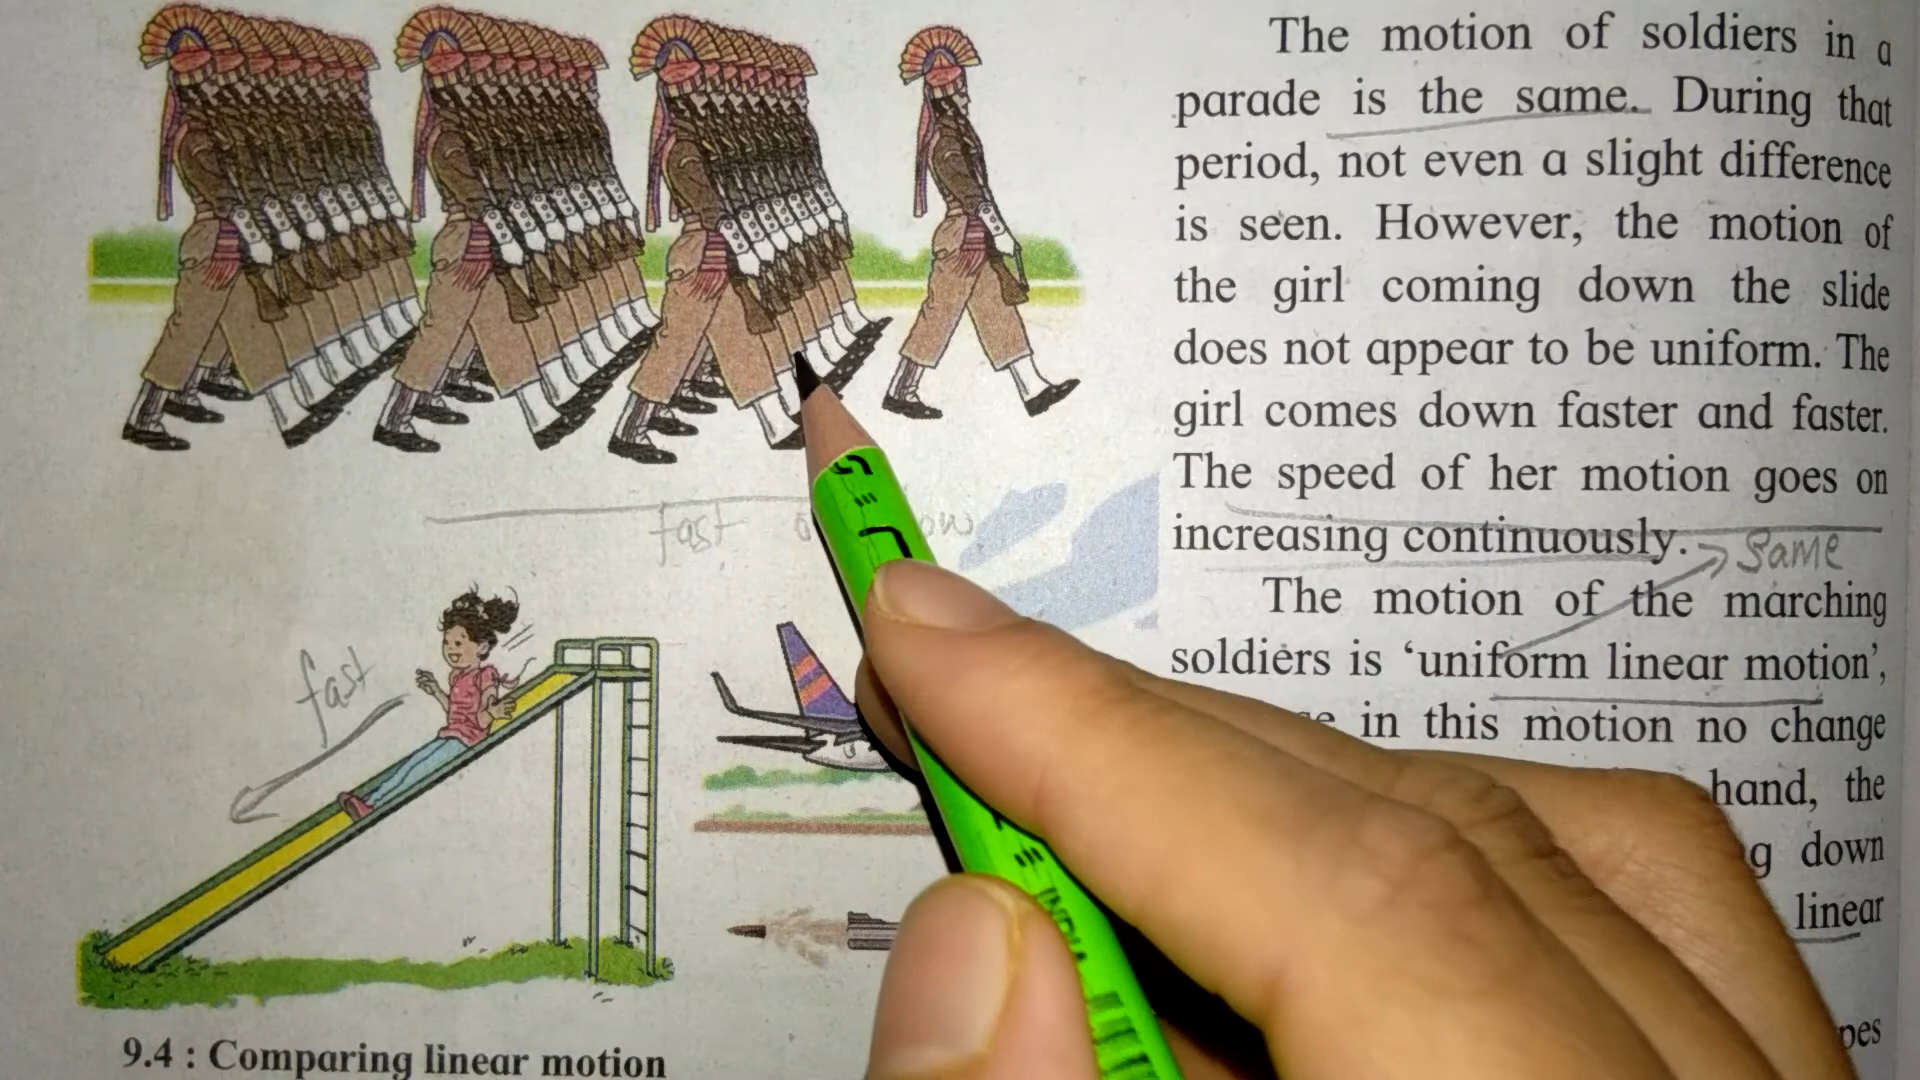 The motion of soldiers in a
parade is the same. During that
period, not even a slight difference
is seen. However, the motion of
the girl coming down the slide
does not appear to be uniform. The
girl comes down faster and faster.
The speed of her motion goes on
increasing continuously.
Same
The motion of the marching
soldiers is ‘uniform linear motion’,
in this motion no change
hand, the
down
linear
fast
fast
9.4 : Comparing linear motion
INDIA